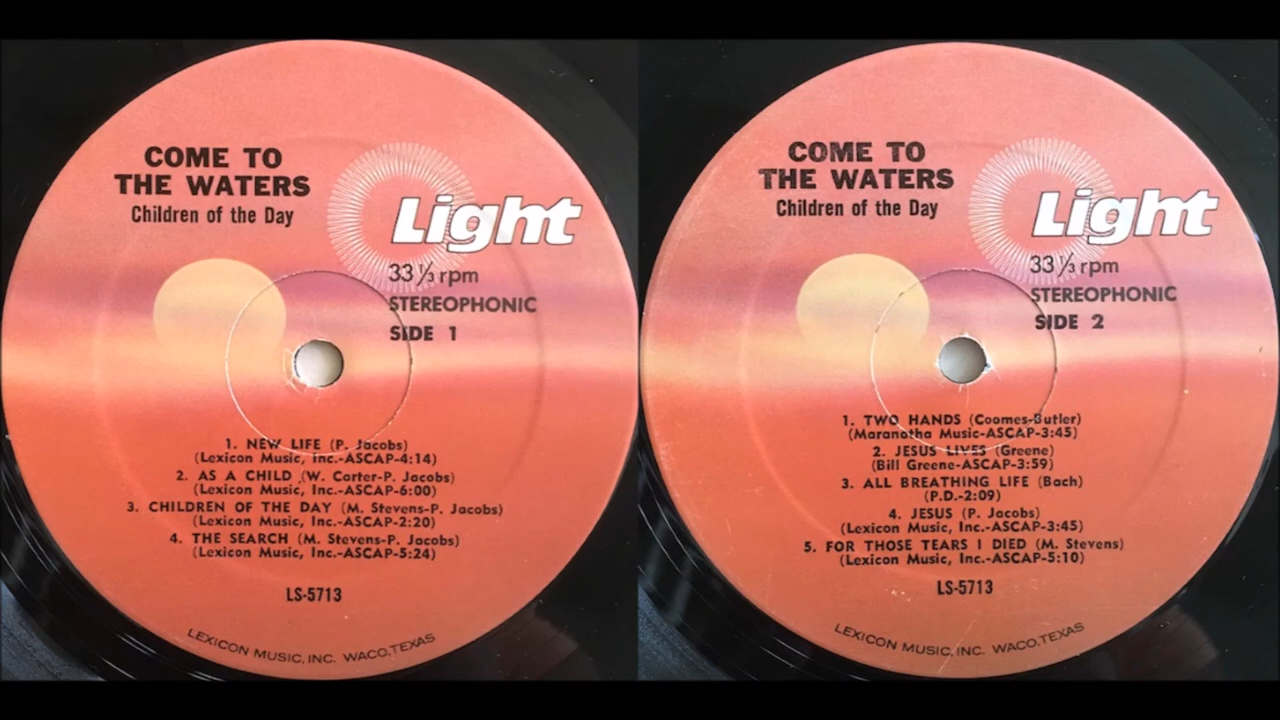 COME TO
THE WATERS
Children of the Day
Light
33 1/3 rpm
STEREOPHONIC
SIDE 1
1. NEW LIFE (P. Jacobs)
(Lexicon Music, Inc.-ASCAP-4:14)
2. AS A CHILD (W. Carter-P. Jacobs)
(Lexicon Music, Inc.-ASCAP-6:00)
3. CHILDREN OF THE DAY (M. Stevens-P. Jacobs)
(Lexicon Music, Inc.-ASCAP-2:20)
4. THE SEARCH (M. Stevens-P. Jacobs)
(Lexicon Music, Inc.-ASCAP-5:24)
LS-5713
LEXICON MUSIC, INC. WACO, TEXAS
COME TO
THE WATERS
Children of the Day
Light
33 1/3 rpm
STEREOPHONIC
SIDE 2
1. TWO HANDS (Coomes-Butler)
(Maranatha Music-ASCAP-3:45)
2. JESUS LIVES (Greene)
(Bill Greene-ASCAP-3:59)
3. ALL BREATHING LIFE (Bach)
(P.D.-2:09)
4. JESUS (P. Jacobs)
(Lexicon Music, Inc.-ASCAP-3:45)
5. FOR THOSE TEARS I DIED (M. Stevens)
(Lexicon Music, Inc.-ASCAP-5:10)
LS-5713
LEXICON MUSIC, INC. WACO, TEXAS